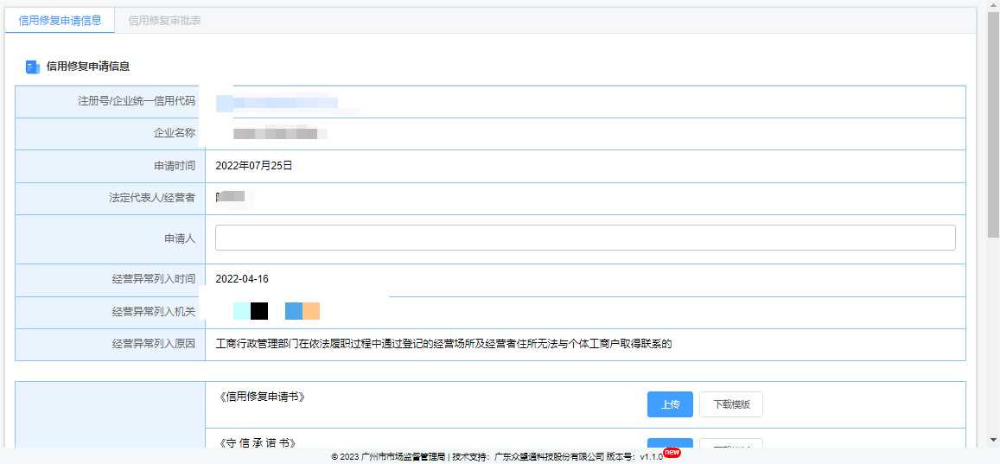 信用修复申请信息 信用修复审批表
信用修复申请信息
注册号/企业统一信用代码
企业名称
申请时间 2022年07月25日
法定代表人/经营者
申请人
经营异常列入时间 2022-04-16
经营异常列入机关
经营异常列入原因 工商行政管理部门在依法履职过程中通过登记的经营场所及经营者住所无法与个体工商户取得联系的
《信用修复申请书》 上传 下载模版
《守 信 承 诺 书》
© 2023 广州市市场监督管理局 | 技术支持：广东众望通科技股份有限公司 版本号：v1.1.0 new